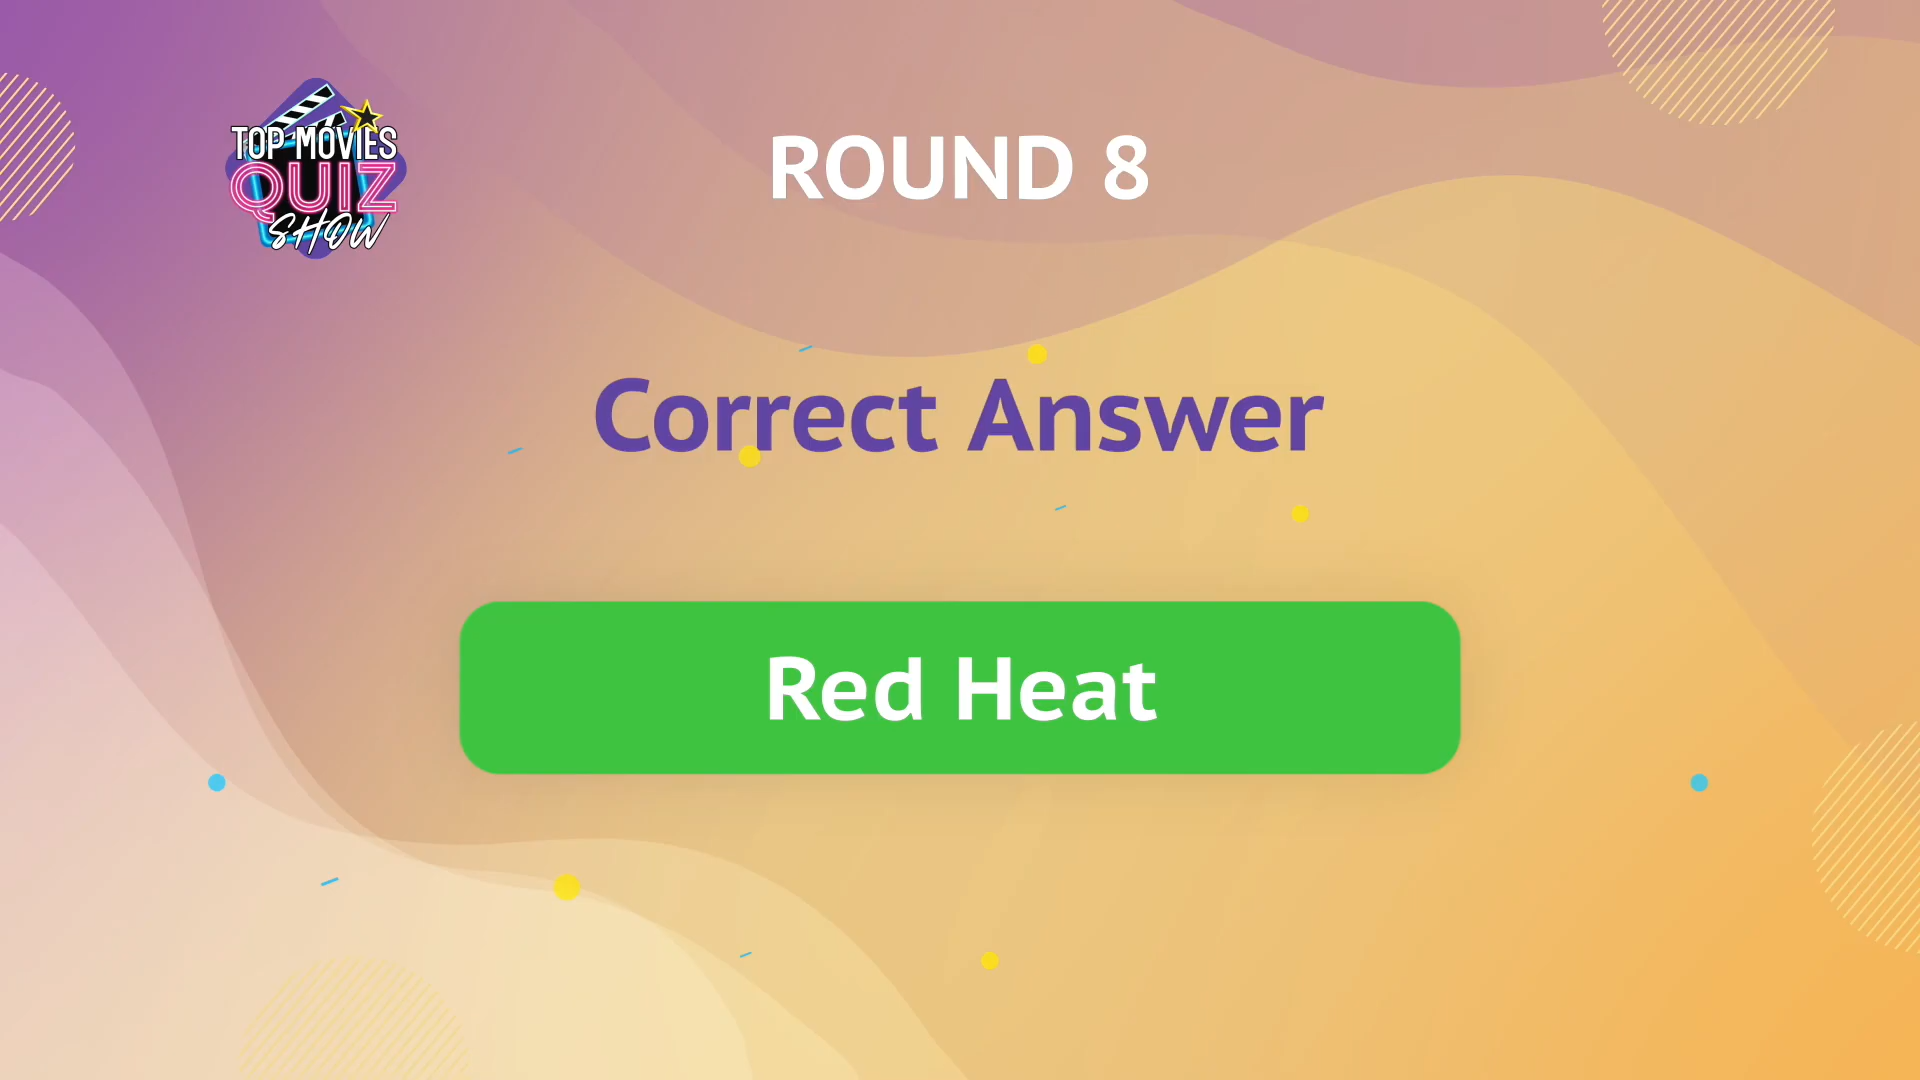 TOP MOVIES
QUIZ
SHOW
ROUND 8
Correct Answer
Red Heat